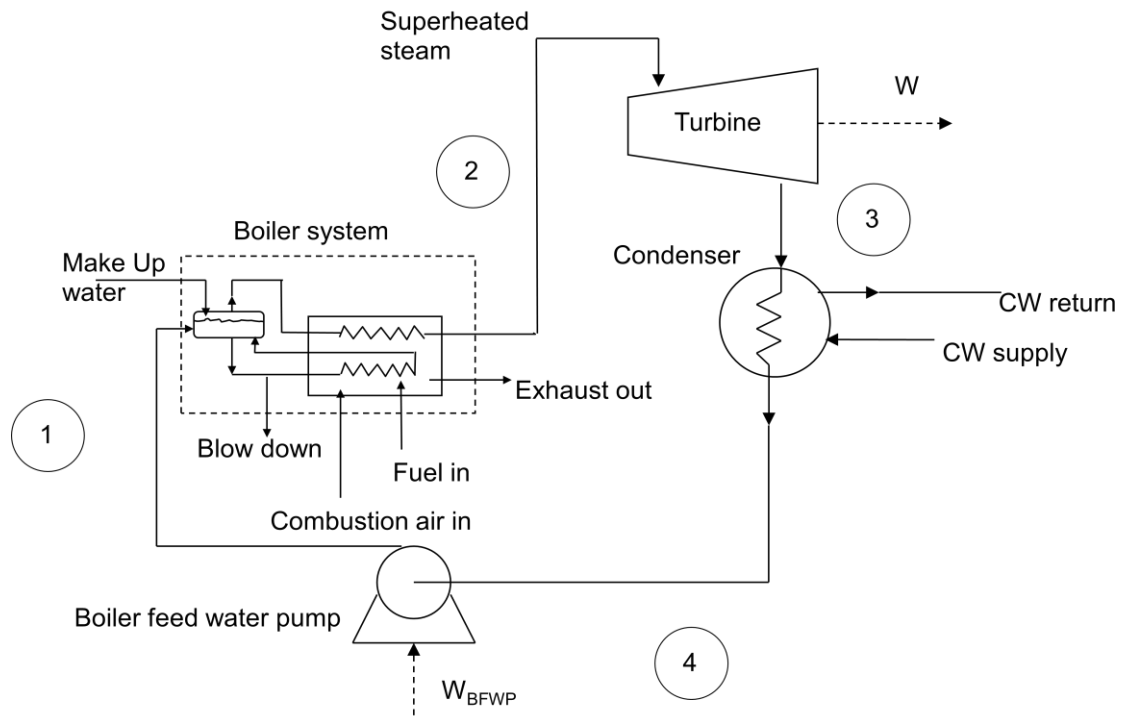 Superheated
steam
W
Turbine
2
3
Boiler system
Condenser
Make Up
water
CW return
CW supply
Exhaust out
1
Blow down
Fuel in
Combustion air in
Boiler feed water pump
4
W_BFWP